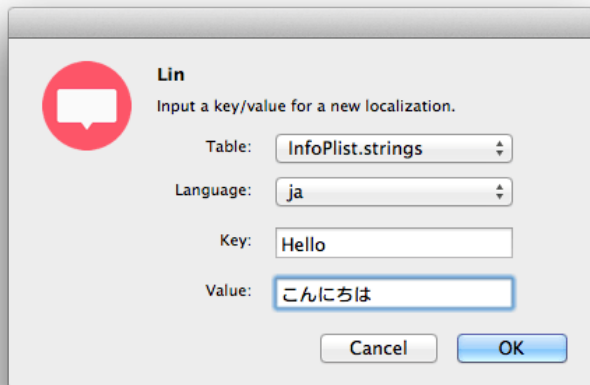 Lin
Input a key/value for a new localization.
Table: InfoPlist.strings
Language: ja
Key: Hello
Value: こんにちは
Cancel OK